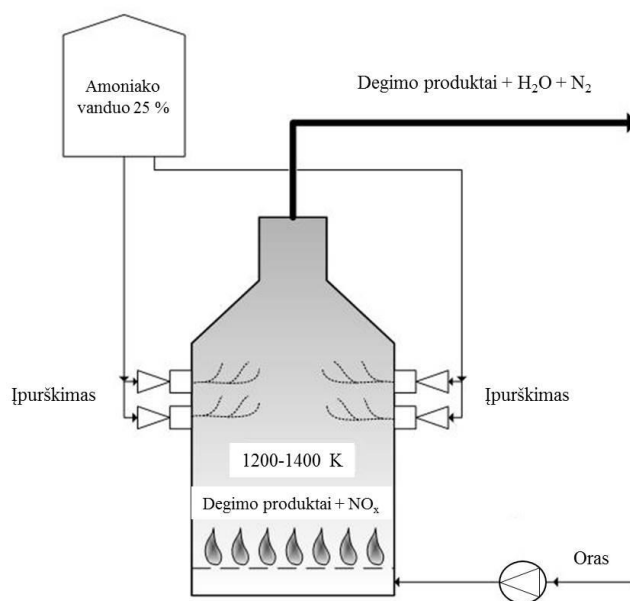 Amoniako
vanduo 25 %
Degimo produktai + H₂O + N₂
Įpurškimas
Įpurškimas
1200-1400 K
Degimo produktai + NOₓ
Oras